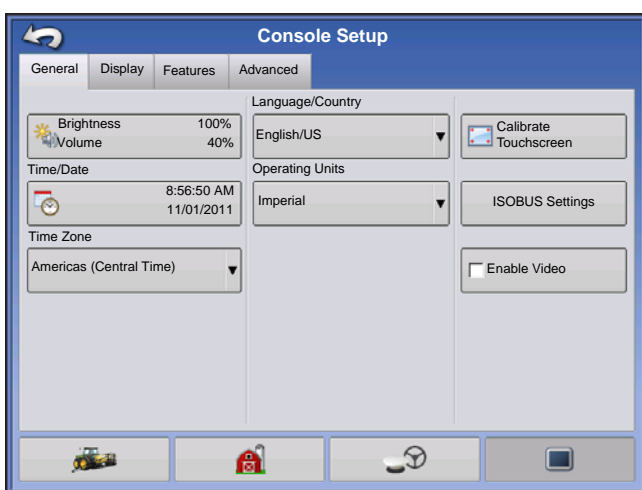 Console Setup
General Display Features Advanced
Brightness 100%
Volume 40%
Time/Date
8:56:50 AM
11/01/2011
Time Zone
Americas (Central Time)
Language/Country
English/US
Operating Units
Imperial
Calibrate
Touchscreen
ISOBUS Settings
Enable Video